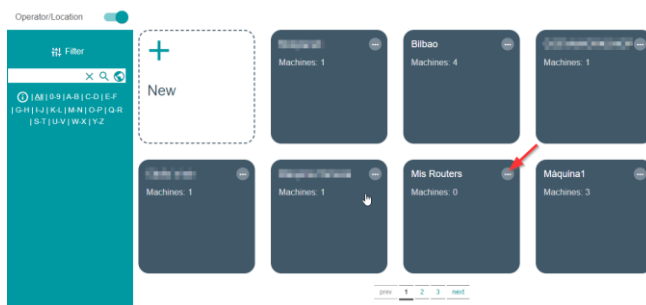 Operator/Location
Filter
| All | 0-9 | A-B | C-D | E-F
| G-H | I-J | K-L | M-N | O-P | Q-R
| S-T | U-V | W-X | Y-Z
New
Machines: 1
Bilbao
Machines: 4
Machines: 1
Machines: 1
Machines: 1
Mis Routers
Machines: 0
Máquina1
Machines: 3
prev 1 2 3 next